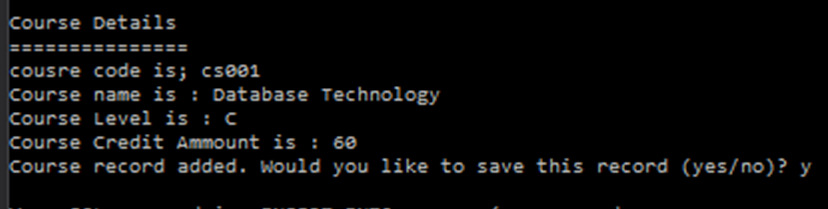 Course Details
===============
cousre code is; cs001
Course name is : Database Technology
Course Level is : C
Course Credit Ammount is : 60
Course record added. Would you like to save this record (yes/no)? y